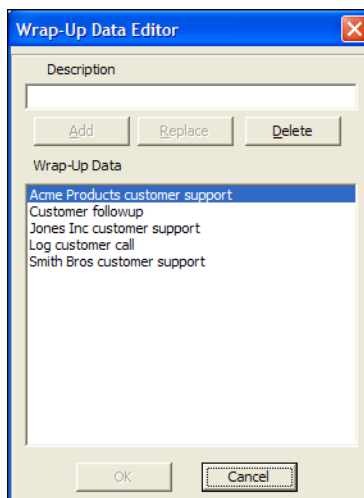 Wrap-Up Data Editor
Description
Add Replace Delete
Wrap-Up Data
Acme Products customer support
Customer followup
Jones Inc customer support
Log customer call
Smith Bros customer support
OK Cancel